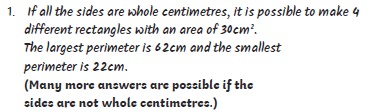 1. If all the sides are whole centimetres, it is possible to make 4
different rectangles with an area of 30cm².
The largest perimeter is 62cm and the smallest
perimeter is 22cm.
(Many more answers are possible if the
sides are not whole centimetres.)